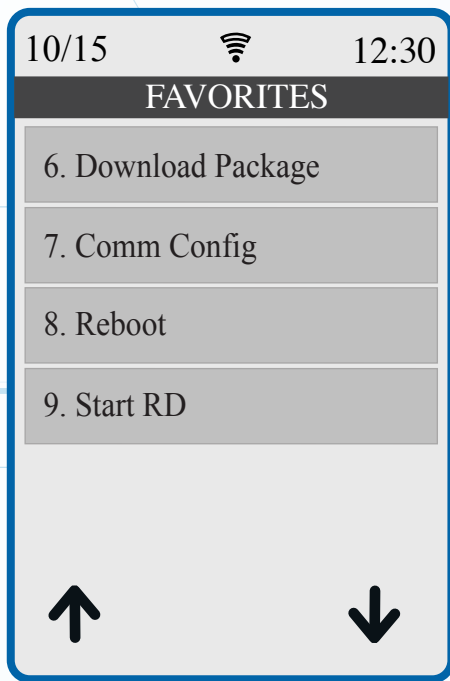 10/15 12:30
FAVORITES
6. Download Package
7. Comm Config
8. Reboot
9. Start RD